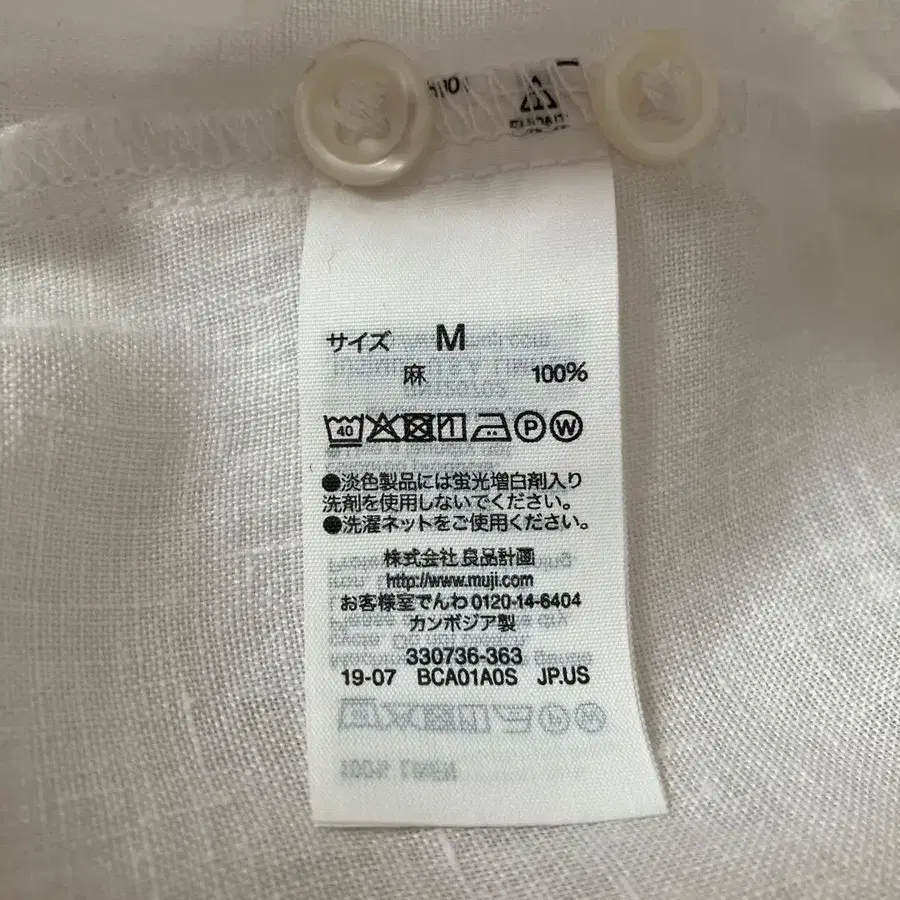 サイズ M
麻 100%
40 P W
●淡色製品には蛍光増白剤入り
洗剤を使用しないでください。
●洗濯ネットをご使用ください。
株式会社 良品計画
http://www.muji.com
お客様室でんわ 0120-14-6404
カンボジア製
330736-363
19-07 BCA01A0S JP.US
100% LINEN